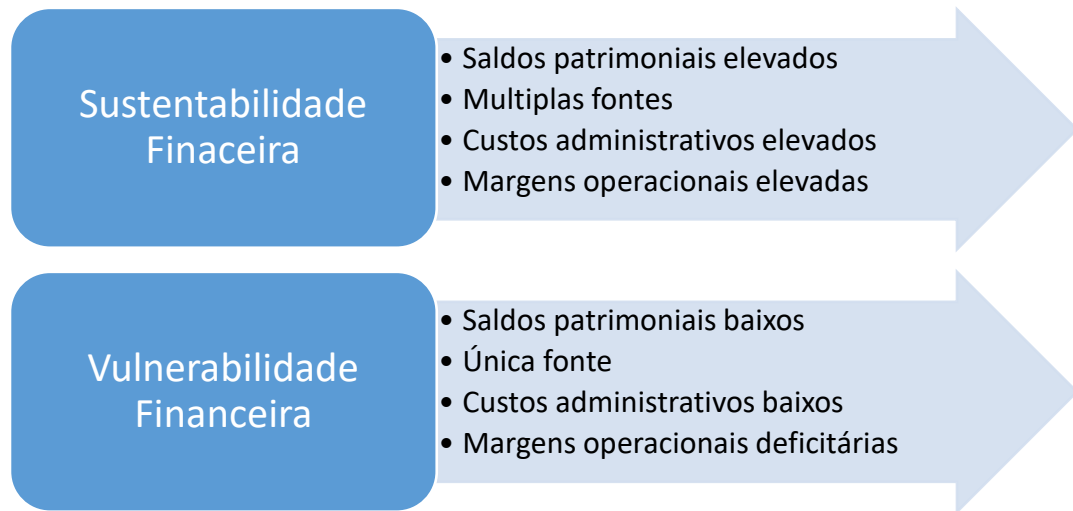 Sustentabilidade
Finaceira
• Saldos patrimoniais elevados
• Multiplas fontes
• Custos administrativos elevados
• Margens operacionais elevadas
Vulnerabilidade
Financeira
• Saldos patrimoniais baixos
• Única fonte
• Custos administrativos baixos
• Margens operacionais deficitárias